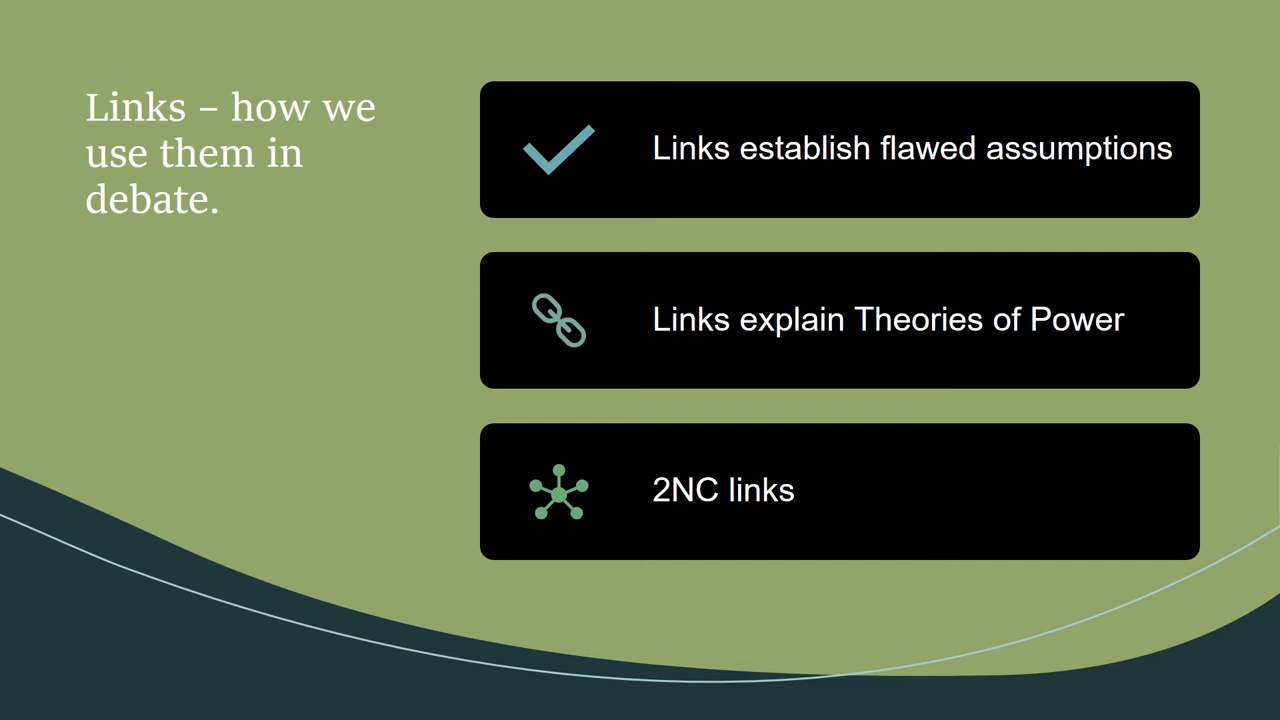 Links – how we
use them in
debate.
Links establish flawed assumptions
Links explain Theories of Power
2NC links